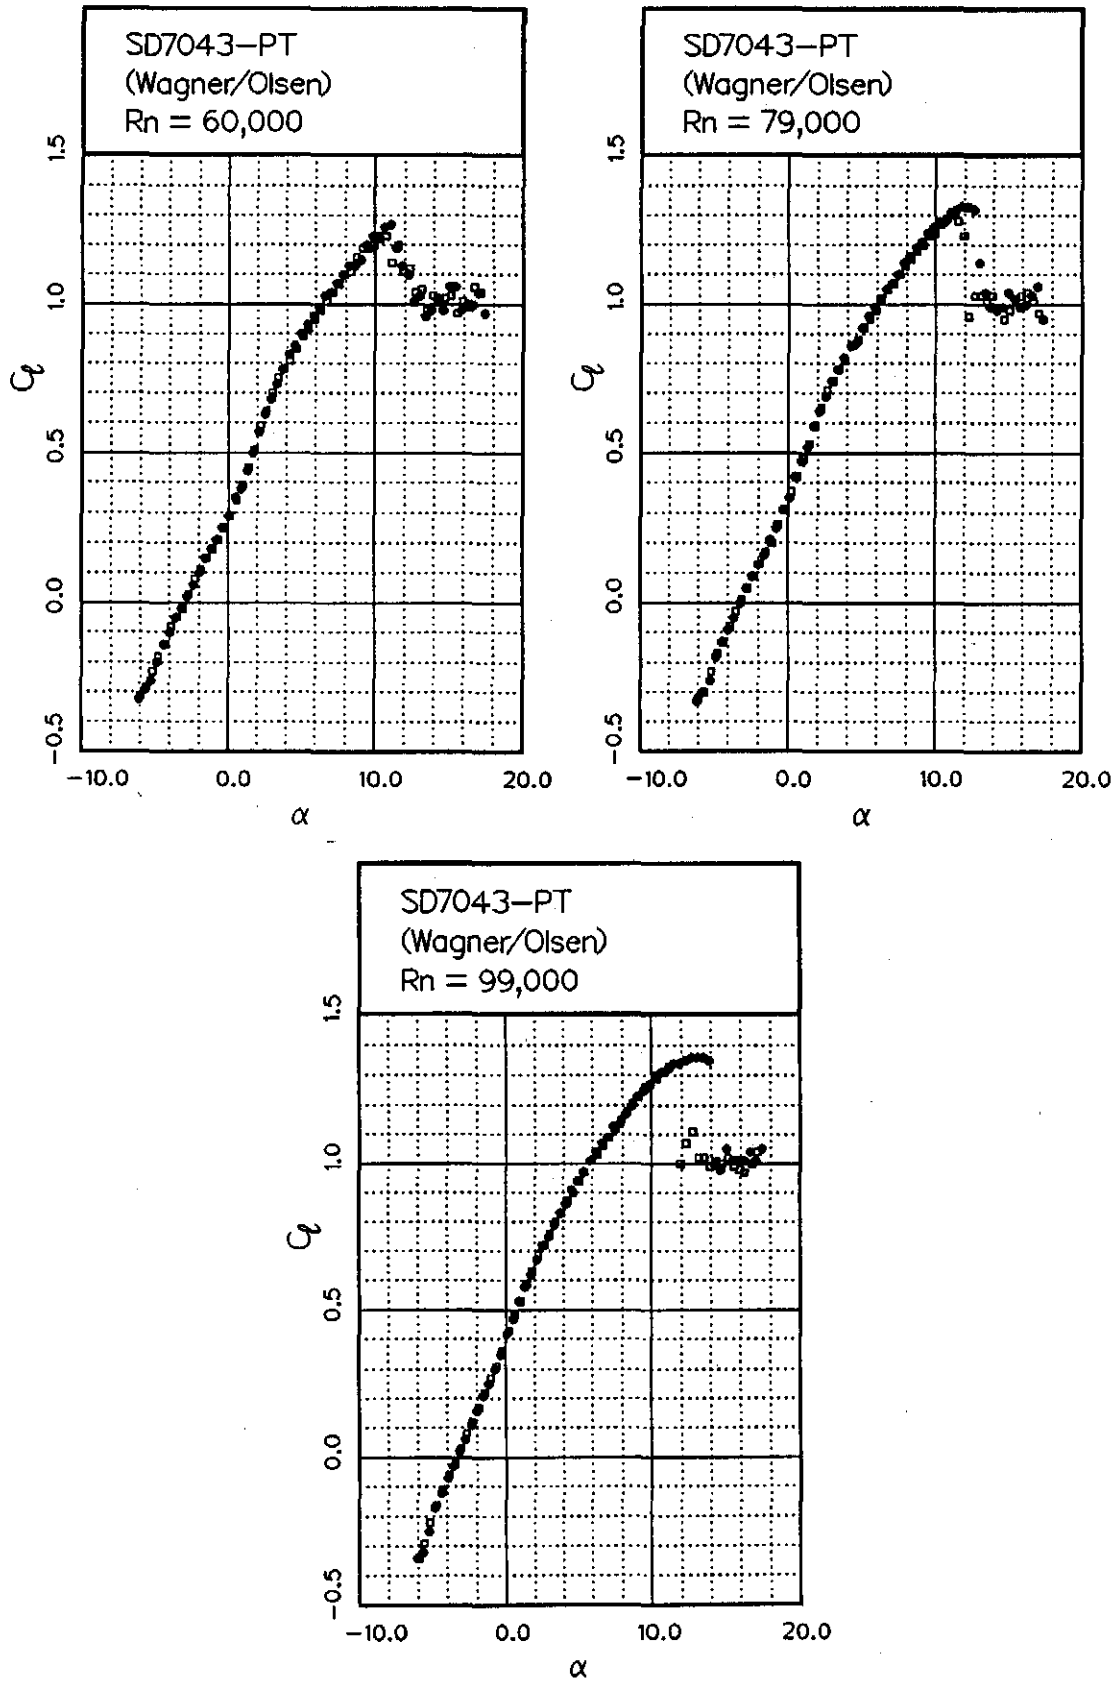 SD7043-PT
(Wagner/Olsen)
Rn = 60,000
1.5
1.0
0.5
0.0
-0.5
Cℓ
-10.0 0.0 10.0 20.0
α
SD7043-PT
(Wagner/Olsen)
Rn = 79,000
1.5
1.0
0.5
0.0
-0.5
Cℓ
-10.0 0.0 10.0 20.0
α
SD7043-PT
(Wagner/Olsen)
Rn = 99,000
1.5
1.0
0.5
0.0
-0.5
Cℓ
-10.0 0.0 10.0 20.0
α